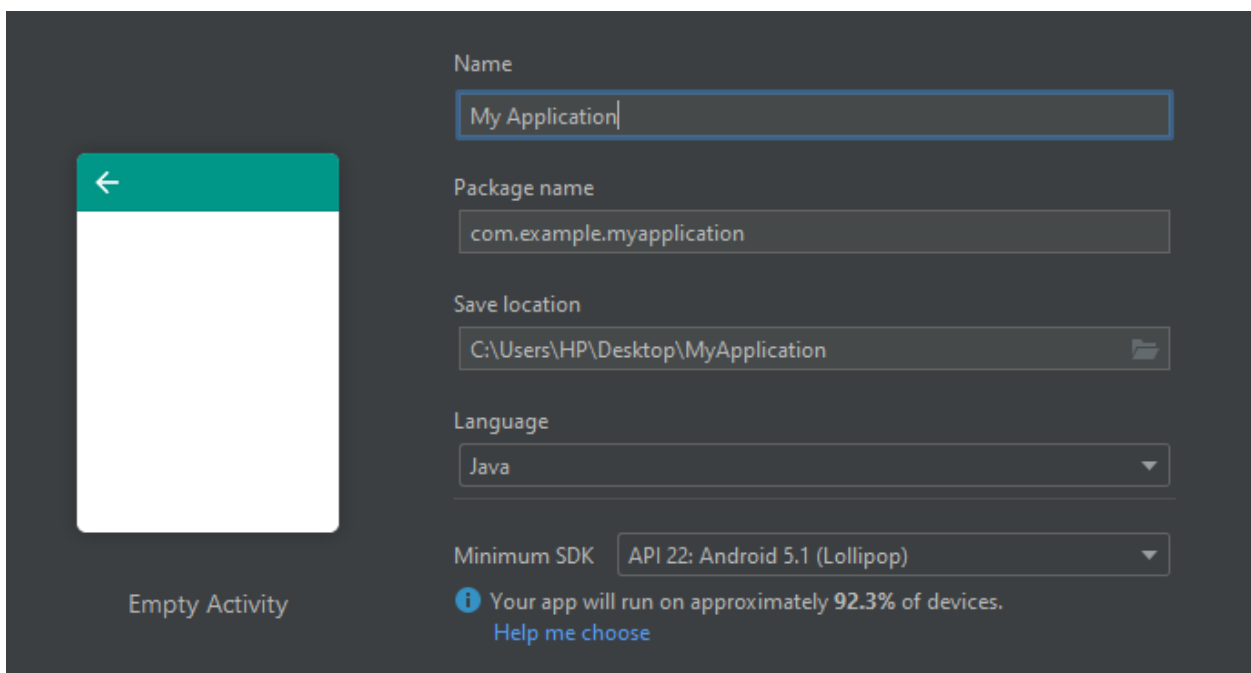 Name
My Application
Package name
com.example.myapplication
Save location
C:\Users\HP\Desktop\MyApplication
Language
Java
Minimum SDK API 22: Android 5.1 (Lollipop)
Your app will run on approximately 92.3% of devices.
Help me choose
Empty Activity